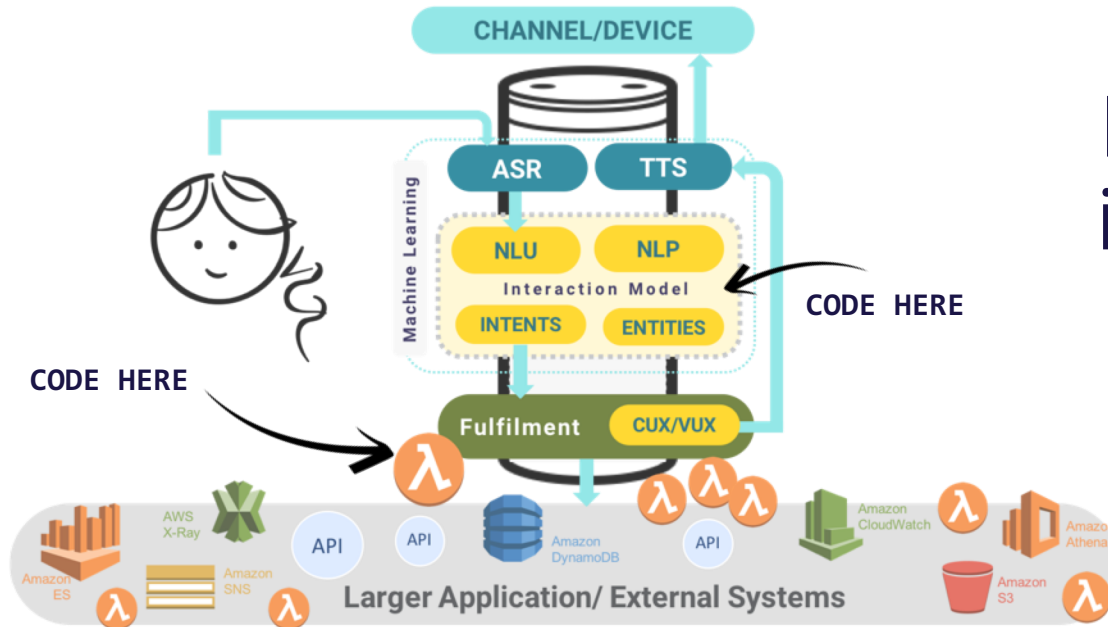 CHANNEL/DEVICE
ASR
TTS
Machine Learning
NLU
NLP
Interaction Model
INTENTS
ENTITIES
CODE HERE
CODE HERE
Fulfilment
CUX/VUX
λ
λ
λ
λ
Amazon
ES
AWS
X-Ray
API
API
Amazon
DynamoDB
API
Amazon
CloudWatch
λ
Amazon
Athena
λ
Amazon
SNS
λ
Larger Application/ External Systems
Amazon
S3
λ